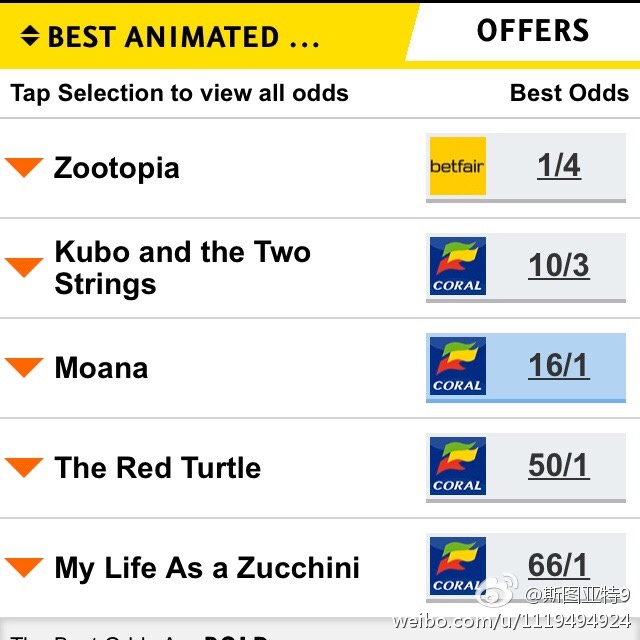 BEST ANIMATED ...
OFFERS
Tap Selection to view all odds
Best Odds
Zootopia
betfair
1/4
Kubo and the Two
Strings
CORAL
10/3
Moana
CORAL
16/1
The Red Turtle
CORAL
50/1
My Life As a Zucchini
CORAL
66/1
@斯图亚特9
weibo.com/u/1119494924